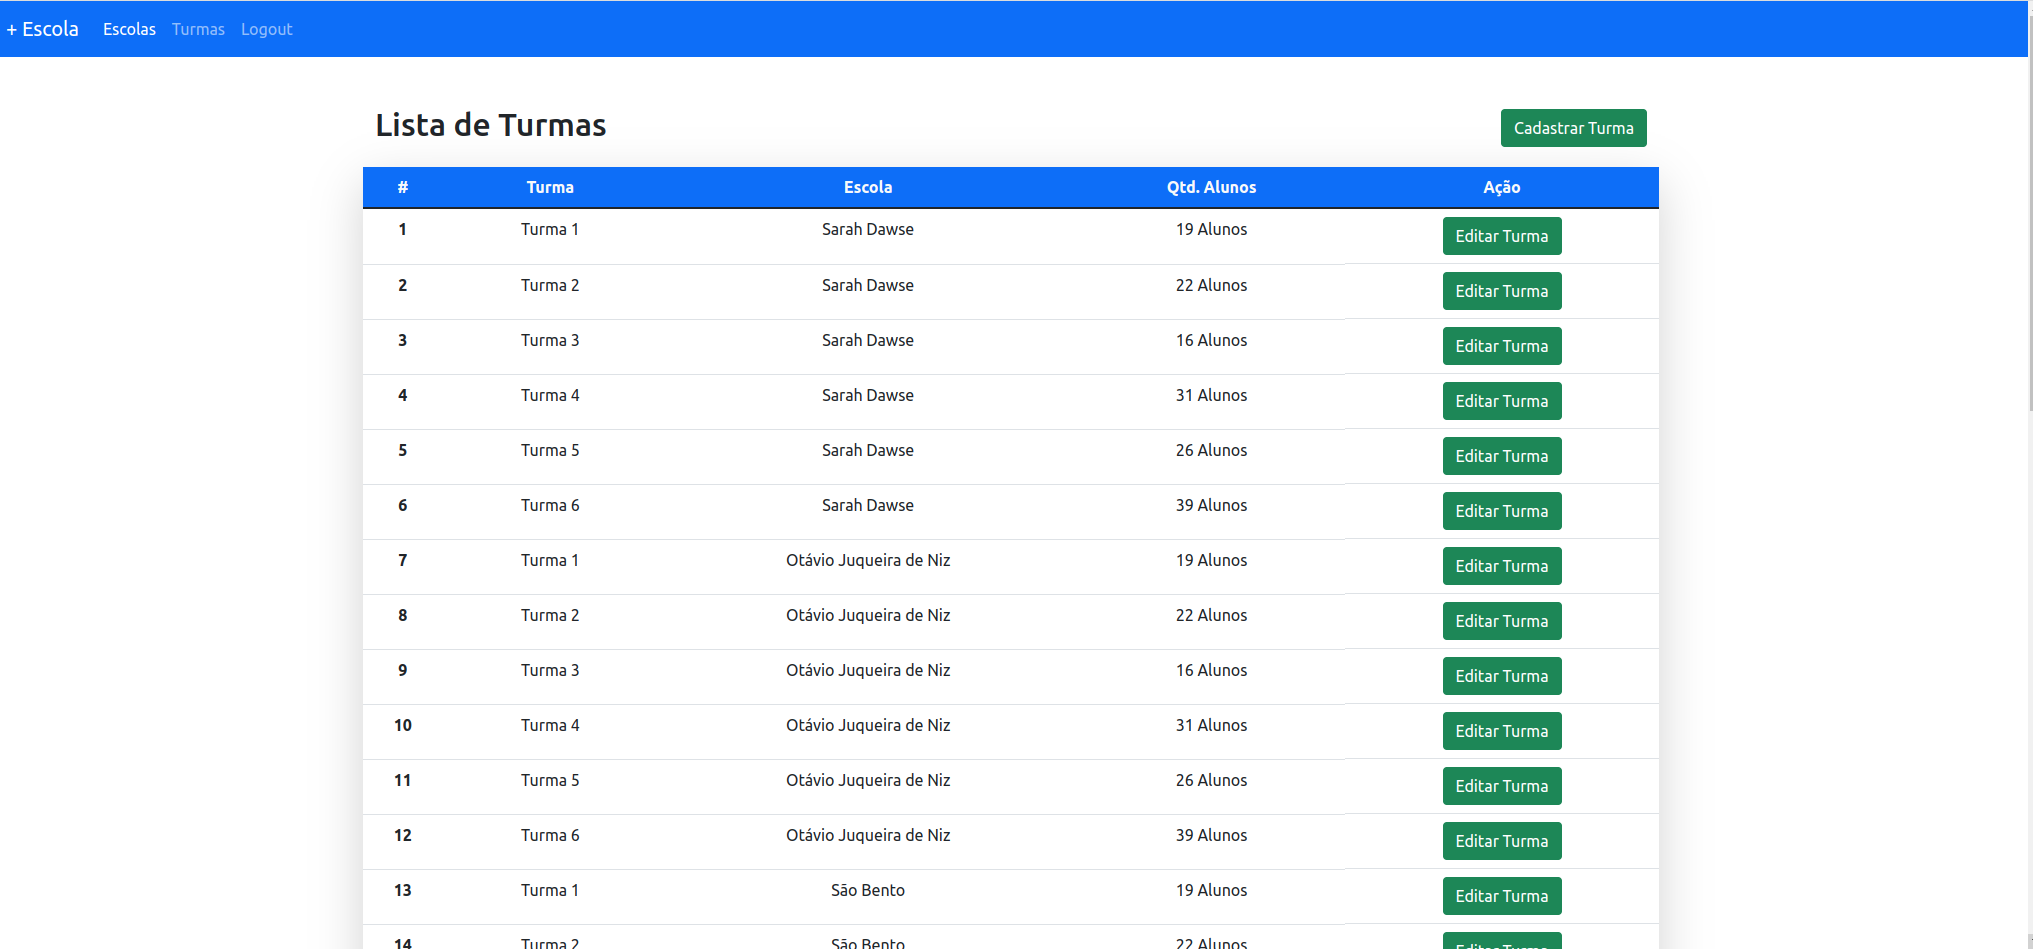 + Escola Escolas Turmas Logout
Lista de Turmas Cadastrar Turma
# Turma Escola Qtd. Alunos Ação
1 Turma 1 Sarah Dawse 19 Alunos Editar Turma
2 Turma 2 Sarah Dawse 22 Alunos Editar Turma
3 Turma 3 Sarah Dawse 16 Alunos Editar Turma
4 Turma 4 Sarah Dawse 31 Alunos Editar Turma
5 Turma 5 Sarah Dawse 26 Alunos Editar Turma
6 Turma 6 Sarah Dawse 39 Alunos Editar Turma
7 Turma 1 Otávio Juqueira de Niz 19 Alunos Editar Turma
8 Turma 2 Otávio Juqueira de Niz 22 Alunos Editar Turma
9 Turma 3 Otávio Juqueira de Niz 16 Alunos Editar Turma
10 Turma 4 Otávio Juqueira de Niz 31 Alunos Editar Turma
11 Turma 5 Otávio Juqueira de Niz 26 Alunos Editar Turma
12 Turma 6 Otávio Juqueira de Niz 39 Alunos Editar Turma
13 Turma 1 São Bento 19 Alunos Editar Turma
14 Turma 2 São Bento 22 Alunos Editar Turma